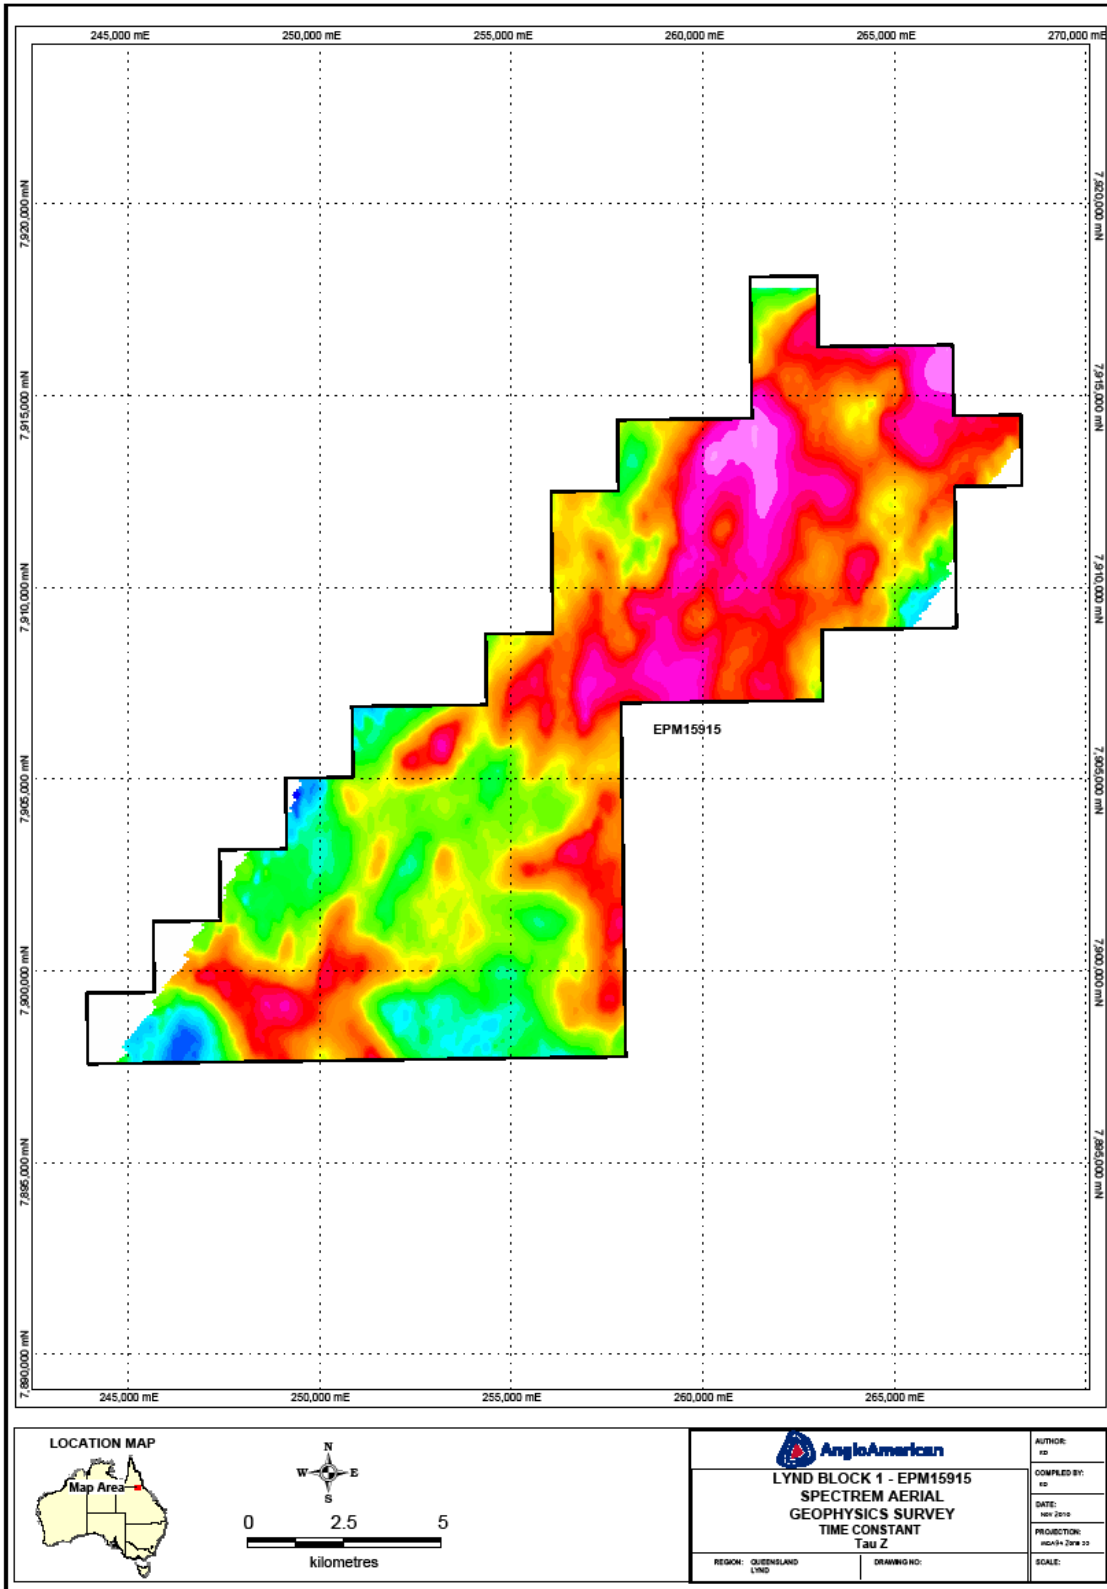 245,000 mE 250,000 mE 255,000 mE 260,000 mE 265,000 mE 270,000 mE
7,920,000 mN 7,920,000 mN
7,915,000 mN 7,915,000 mN
7,910,000 mN 7,910,000 mN
EPM15915
7,905,000 mN 7,905,000 mN
7,900,000 mN 7,900,000 mN
7,895,000 mN 7,895,000 mN
7,890,000 mN
245,000 mE 250,000 mE 255,000 mE 260,000 mE 265,000 mE
LOCATION MAP
Map Area
N
W E
S
0 2.5 5
kilometres
AngloAmerican
LYND BLOCK 1 - EPM15915
SPECTREM AERIAL
GEOPHYSICS SURVEY
TIME CONSTANT
Tau Z
REGION: QUEENSLAND
LYND
DRAWING NO:
AUTHOR:
COMPILED BY:
DATE:
Nov 2010
PROJECTION:
SCALE: